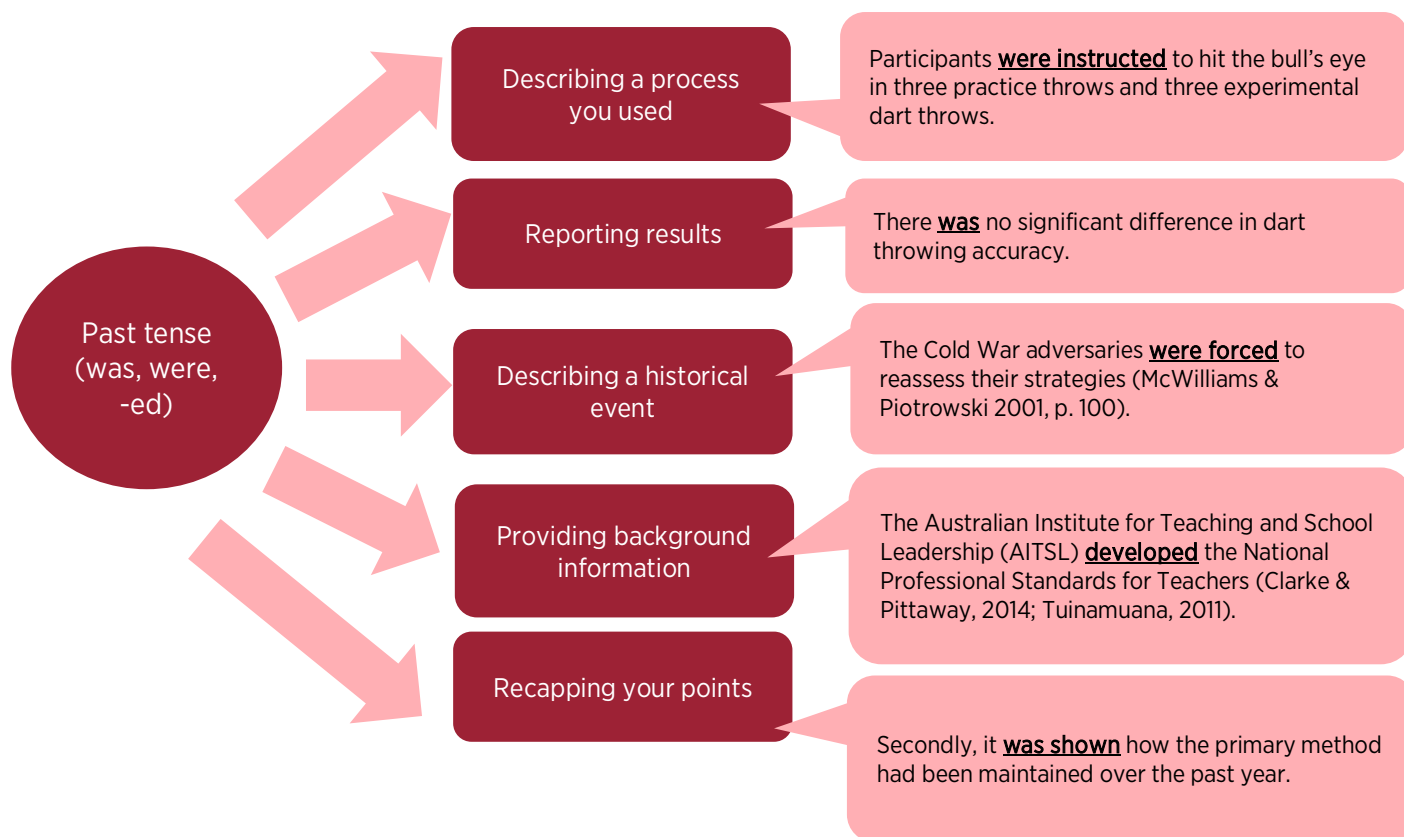 Past tense
(was, were,
-ed)
Describing a process
you used
Participants were instructed to hit the bull’s eye
in three practice throws and three experimental
dart throws.
Reporting results
There was no significant difference in dart
throwing accuracy.
Describing a historical
event
The Cold War adversaries were forced to
reassess their strategies (McWilliams &
Piotrowski 2001, p. 100).
Providing background
information
The Australian Institute for Teaching and School
Leadership (AITSL) developed the National
Professional Standards for Teachers (Clarke &
Pittaway, 2014; Tuinamuana, 2011).
Recapping your points
Secondly, it was shown how the primary method
had been maintained over the past year.